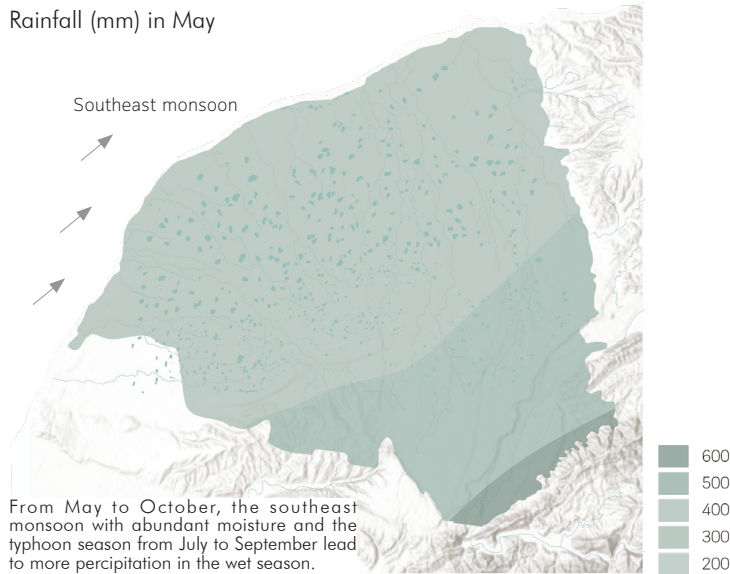 Rainfall (mm) in May
Southeast monsoon
600
500
400
300
200
From May to October, the southeast
monsoon with abundant moisture and the
typhoon season from July to September lead
to more percipitation in the wet season.